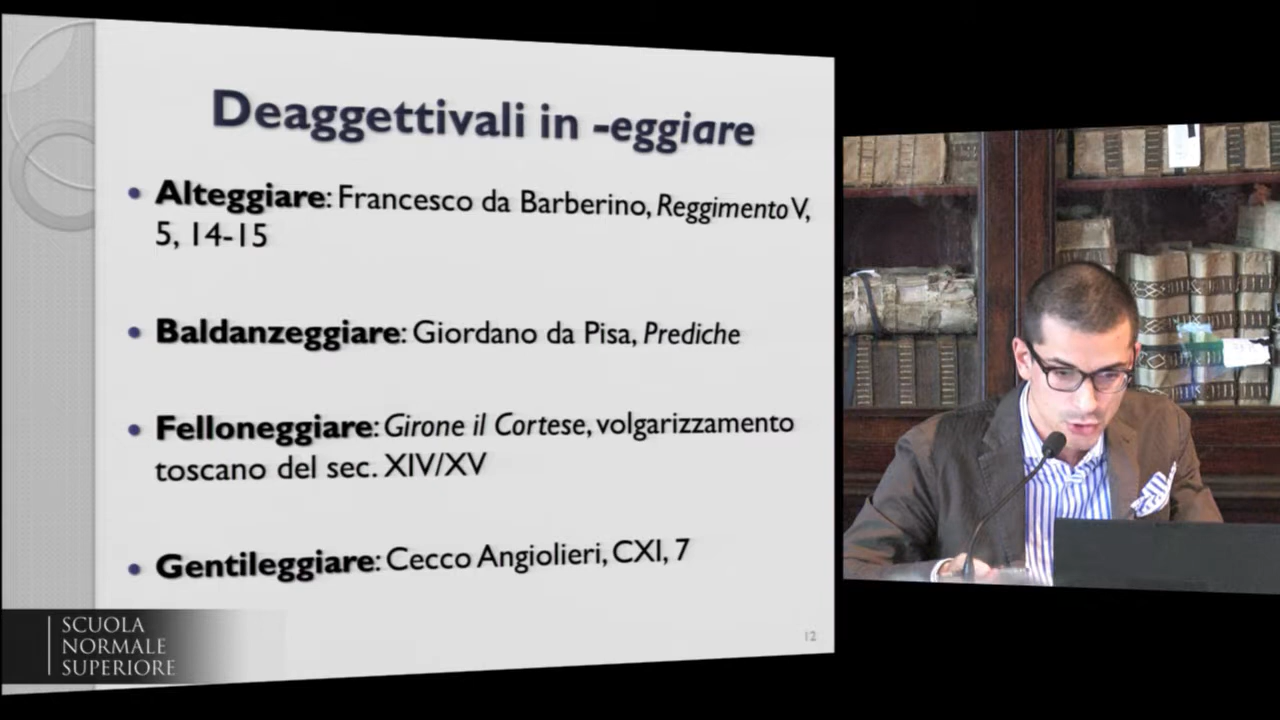 Deaggettivali in -eggiare
• Alteggiare: Francesco da Barberino, Reggimento V,
5, 14-15
• Baldanzeggiare: Giordano da Pisa, Prediche
• Felloneggiare: Girone il Cortese, volgarizzamento
toscano del sec. XIV/XV
• Gentileggiare: Cecco Angiolieri, CXI, 7
12
SCUOLA
NORMALE
SUPERIORE